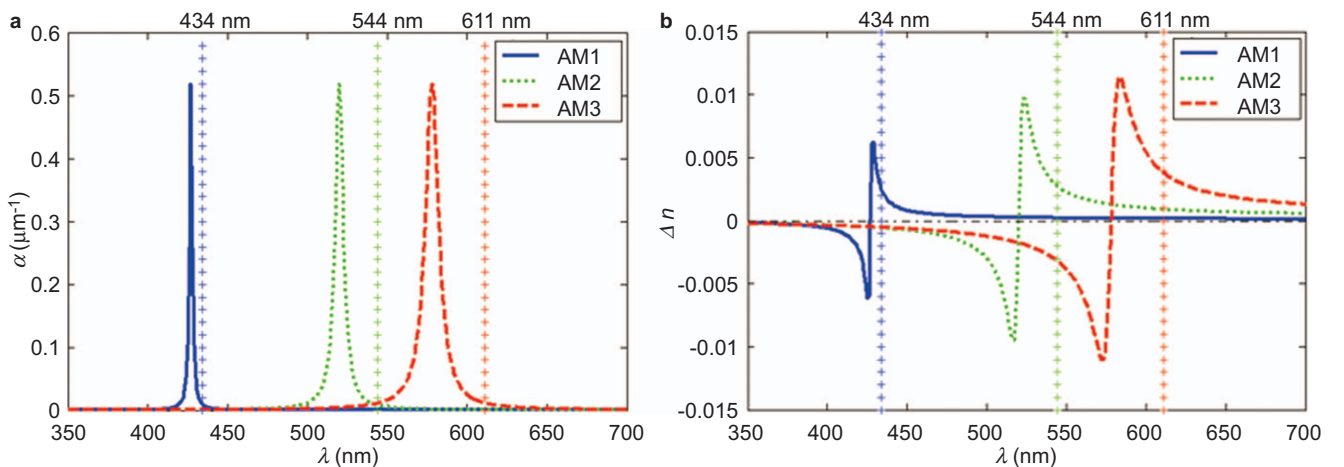 a
434 nm 544 nm 611 nm
0.6
0.5
0.4
0.3
0.2
0.1
0
α (μm⁻¹)
AM1
AM2
AM3
350 400 450 500 550 600 650 700
λ (nm)
b
434 nm 544 nm 611 nm
0.015
0.010
0.005
0
-0.005
-0.010
-0.015
Δ n
AM1
AM2
AM3
350 400 450 500 550 600 650 700
λ (nm)